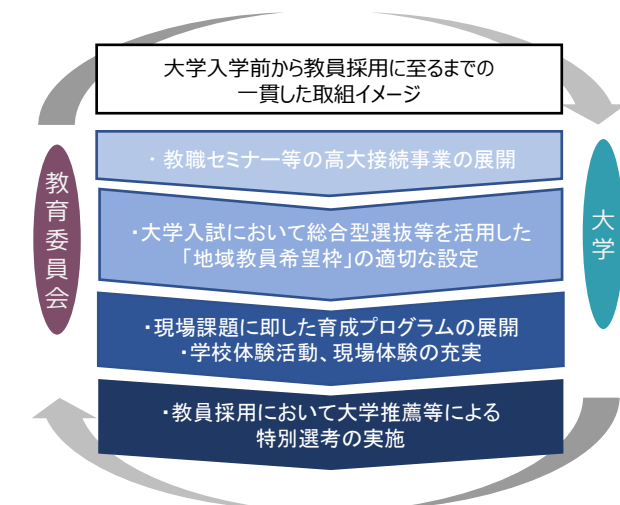 大学入学前から教員採用に至るまでの
一貫した取組イメージ
・教職セミナー等の高大接続事業の展開
教育委員会
大学
・大学入試において総合型選抜等を活用した
「地域教員希望枠」の適切な設定
・現場課題に即した育成プログラムの展開
・学校体験活動、現場体験の充実
・教員採用において大学推薦等による
特別選考の実施